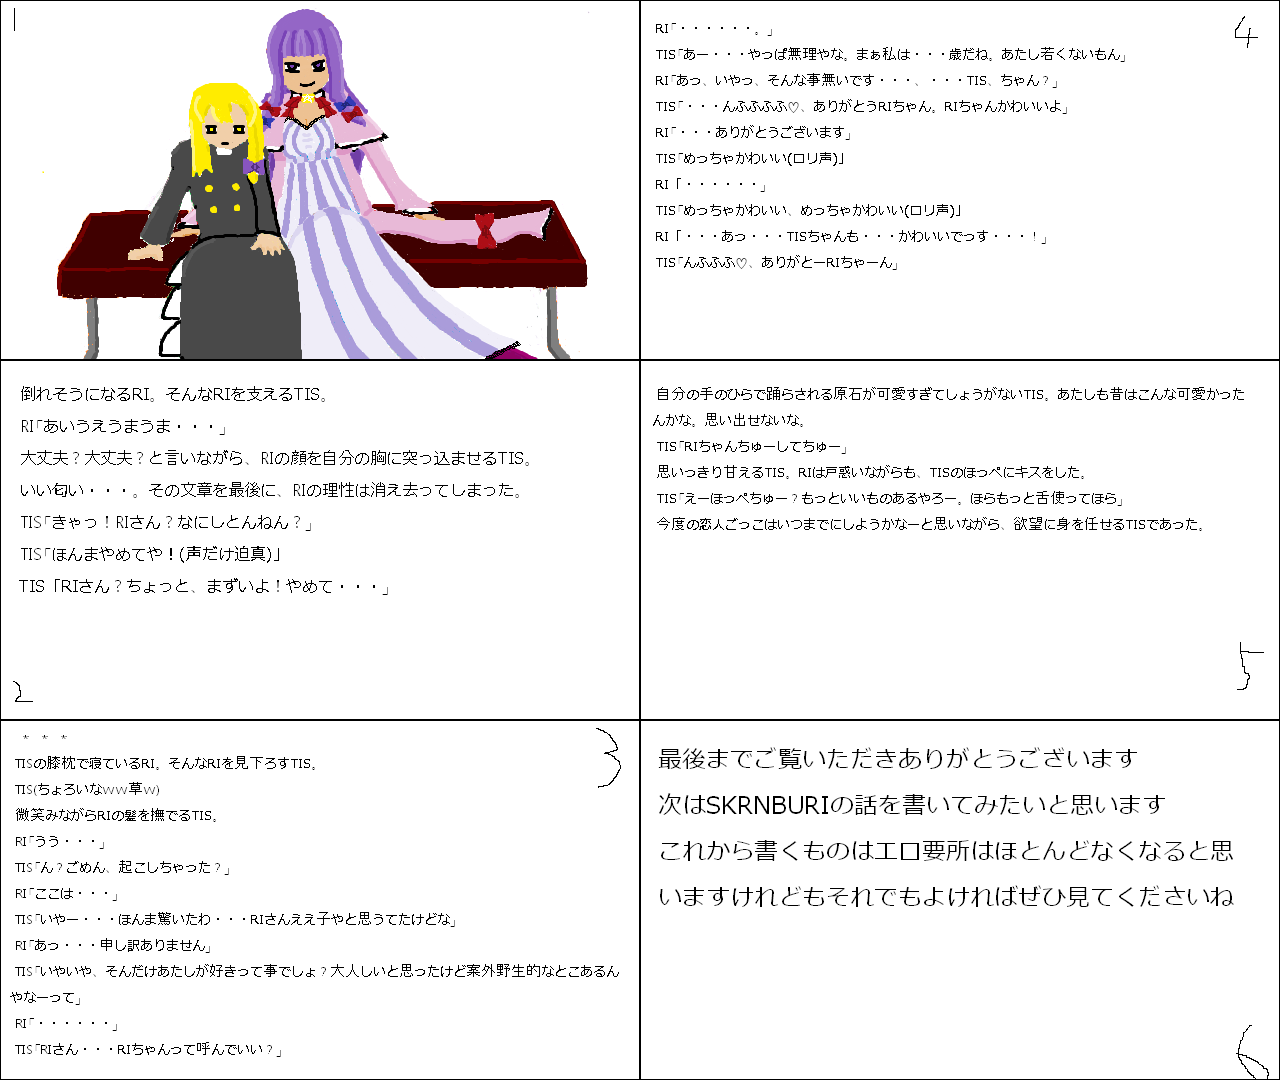 1
倒れそうになるRI。そんなRIを支えるTIS。
RI「あいうえうまうま・・・」
大丈夫？大丈夫？と言いながら、RIの顔を自分の胸に突っ込ませるTIS。
いい匂い・・・。その文章を最後に、RIの理性は消え去ってしまった。
TIS「きゃっ！RIさん？なにしとんねん？」
TIS「ほんまやめてや！(声だけ迫真)」
TIS「RIさん？ちょっと、まずいよ！やめて・・・」
2
＊　＊　＊
3
TISの膝枕で寝ているRI。そんなRIを見下ろすTIS。
TIS(ちょろいなww草w)
微笑みながらRIの髪を撫でるTIS。
RI「うう・・・」
TIS「ん？ごめん、起こしちゃった？」
RI「ここは・・・」
TIS「いやー・・・ほんま驚いたわ・・・RIさんええ子やと思うてたけどな」
RI「あっ・・・申し訳ありません」
TIS「いやいや、そんだけあたしが好きって事でしょ？大人しいと思ったけど案外野生的なとこあるん
やなーって」
RI「・・・・・・」
TIS「RIさん・・・RIちゃんって呼んでいい？」
4
RI「・・・・・・。」
TIS「あー・・・やっぱ無理やな。まぁ私は・・・歳だね。あたし若くないもん」
RI「あっ、いやっ、そんな事無いです・・・、・・・TIS、ちゃん？」
TIS「・・・んふふふふ♡、ありがとうRIちゃん。RIちゃんかわいいよ」
RI「・・・ありがとうございます」
TIS「めっちゃかわいい(ロリ声)」
RI「・・・・・・」
TIS「めっちゃかわいい、めっちゃかわいい(ロリ声)」
RI「・・・あっ・・・TISちゃんも・・・かわいいでっす・・・！」
TIS「んふふふ♡、ありがとーRIちゃーん」
自分の手のひらで踊らされる原石が可愛すぎてしょうがないTIS。あたしも昔はこんな可愛かった
んかな。思い出せないな。
TIS「RIちゃんちゅーしてちゅー」
思いっきり甘えるTIS。RIは戸惑いながらも、TISのほっぺにキスをした。
TIS「えーほっぺちゅー？もっといいものあるやろー。ほらもっと舌使ってほら」
今度の恋人ごっこはいつまでにしようかなーと思いながら、欲望に身を任せるTISであった。
5
最後までご覧いただきありがとうございます
次はSKRNBURIの話を書いてみたいと思います
これから書くものはエロ要所はほとんどなくなると思
いますけれどもそれでもよければぜひ見てくださいね
6